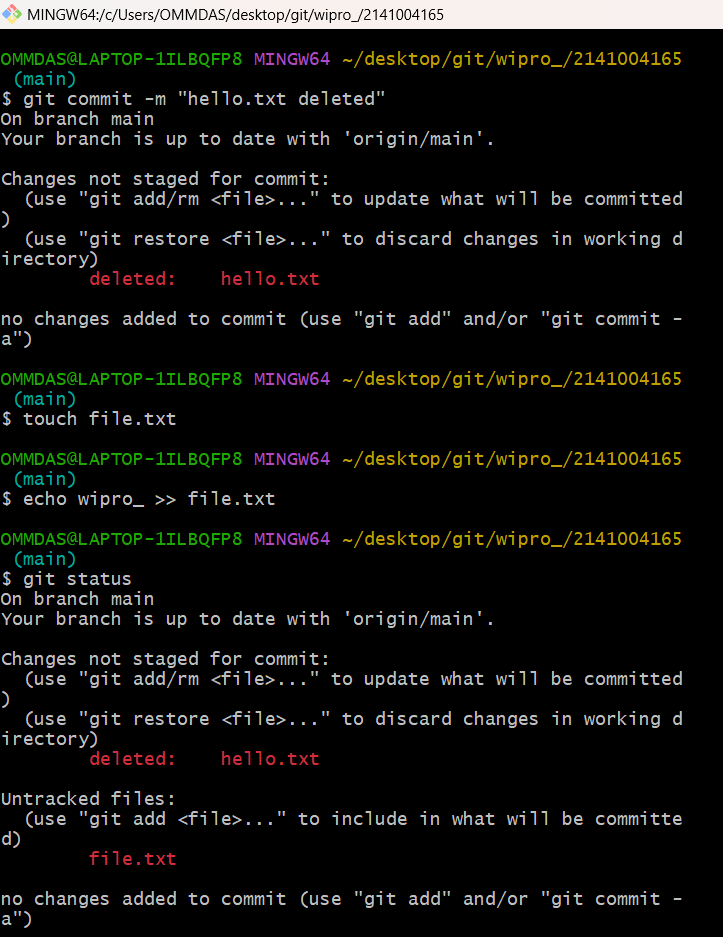 MINGW64:/c/Users/OMMDAS/desktop/git/wipro_/2141004165
OMMDAS@LAPTOP-1ILBQFP8 MINGW64 ~/desktop/git/wipro_/2141004165
(main)
$ git commit -m "hello.txt deleted"
On branch main
Your branch is up to date with 'origin/main'.
Changes not staged for commit:
(use "git add/rm <file>..." to update what will be committed
)
(use "git restore <file>..." to discard changes in working d
irectory)
deleted:    hello.txt
no changes added to commit (use "git add" and/or "git commit -
a")
OMMDAS@LAPTOP-1ILBQFP8 MINGW64 ~/desktop/git/wipro_/2141004165
(main)
$ touch file.txt
OMMDAS@LAPTOP-1ILBQFP8 MINGW64 ~/desktop/git/wipro_/2141004165
(main)
$ echo wipro_ >> file.txt
OMMDAS@LAPTOP-1ILBQFP8 MINGW64 ~/desktop/git/wipro_/2141004165
(main)
$ git status
On branch main
Your branch is up to date with 'origin/main'.
Changes not staged for commit:
(use "git add/rm <file>..." to update what will be committed
)
(use "git restore <file>..." to discard changes in working d
irectory)
deleted:    hello.txt
Untracked files:
(use "git add <file>..." to include in what will be committe
d)
file.txt
no changes added to commit (use "git add" and/or "git commit -
a")